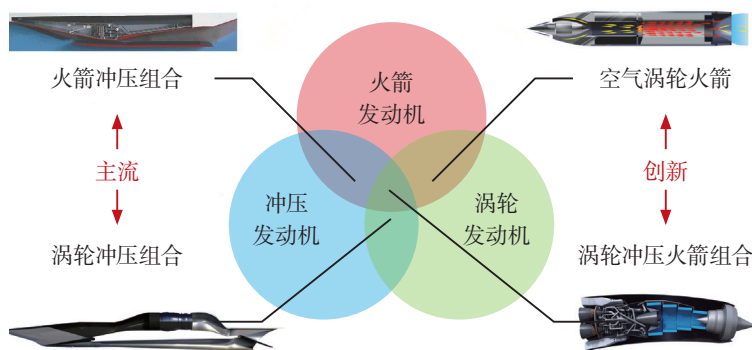 火箭冲压组合
火箭
发动机
空气涡轮火箭
主流
创新
冲压
发动机
涡轮
发动机
涡轮冲压组合
涡轮冲压火箭组合